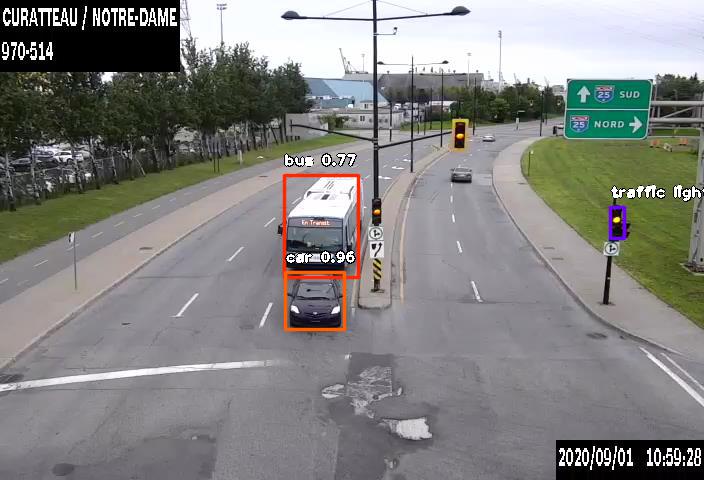 CURATTEAU / NOTRE-DAME
970-514
25 SUD
25 NORD
bus 0.77
traffic ligh
En Transit
car 0.96
2020/09/01 10:59:28